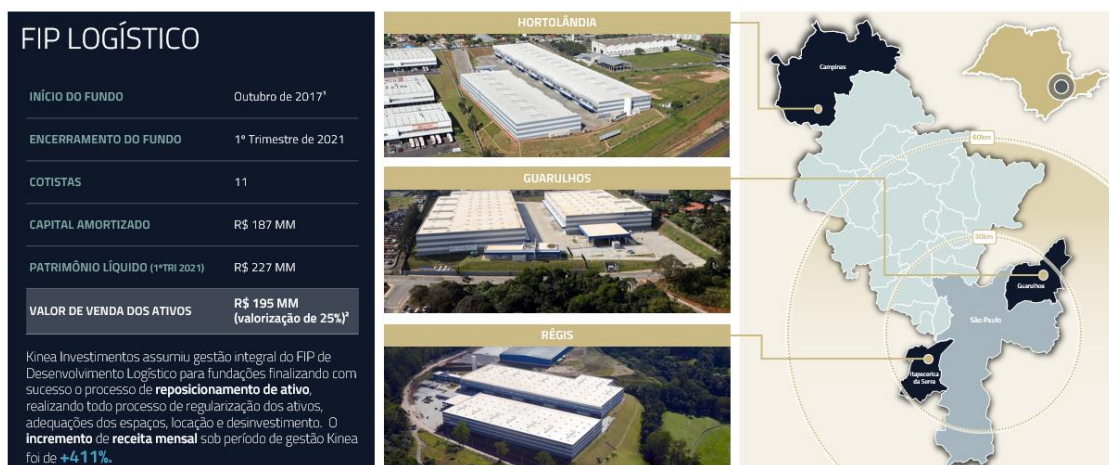 FIP LOGÍSTICO
INÍCIO DO FUNDO Outubro de 2017¹
ENCERRAMENTO DO FUNDO 1º Trimestre de 2021
COTISTAS 11
CAPITAL AMORTIZADO R$ 187 MM
PATRIMÔNIO LÍQUIDO (1ºTRI 2021) R$ 227 MM
VALOR DE VENDA DOS ATIVOS R$ 195 MM
(valorização de 25%)²
Kinea Investimentos assumiu gestão integral do FIP de
Desenvolvimento Logístico para fundações finalizando com
sucesso o processo de reposicionamento de ativo,
realizando todo processo de regularização dos ativos,
adequações dos espaços, locação e desinvestimento. O
incremento de receita mensal sob período de gestão Kinea
foi de +411%.
HORTOLÂNDIA
GUARULHOS
RÉGIS
Campinas
60km
30km
Guarulhos
São Paulo
Itapecerica
da Serra